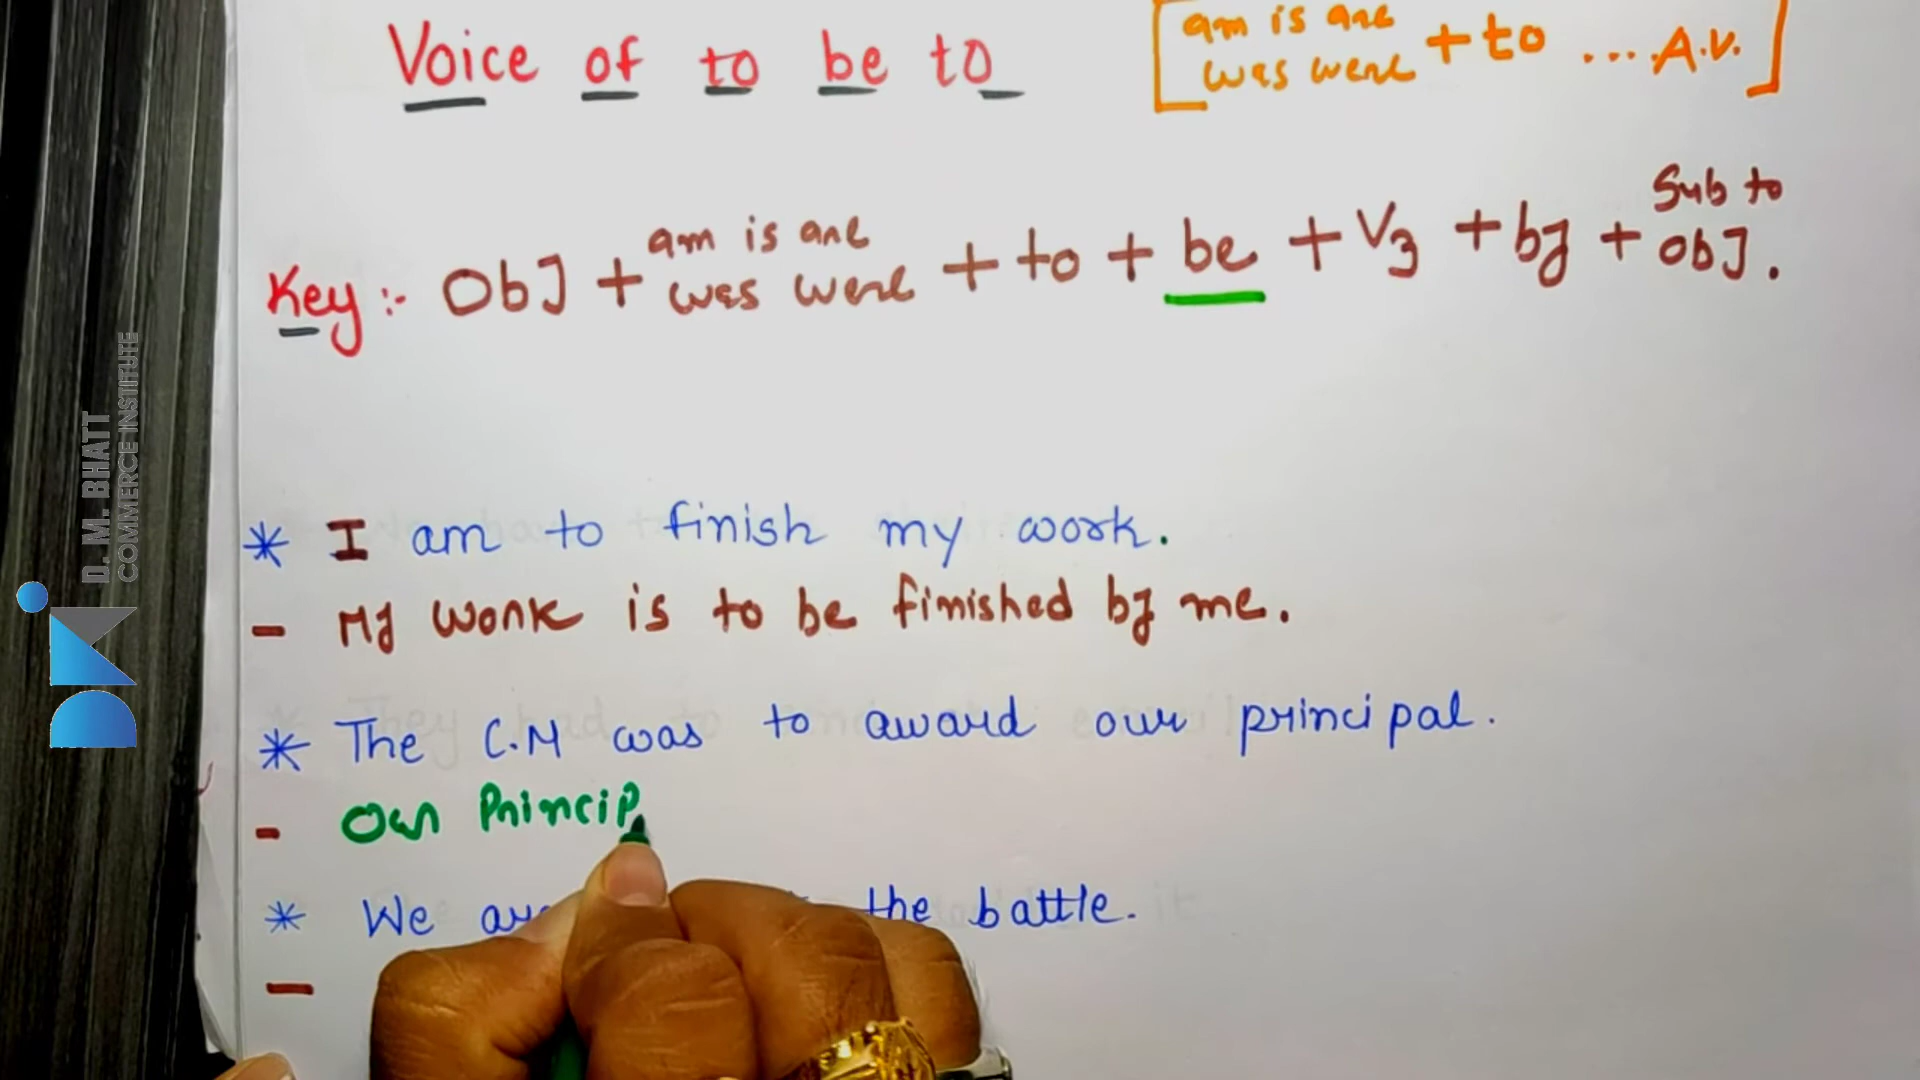 Voice of to be to
[am is are
was were + to ... A.V.]
Key :- Obj + am is are
was were + to + be + V3 + by + Sub to
obj.
* I am to finish my work.
- My work is to be finished by me.
* The C.M was to award our principal.
- Our Princip
* We the battle.
-
D. M. BHATT
COMMERCE INSTITUTE